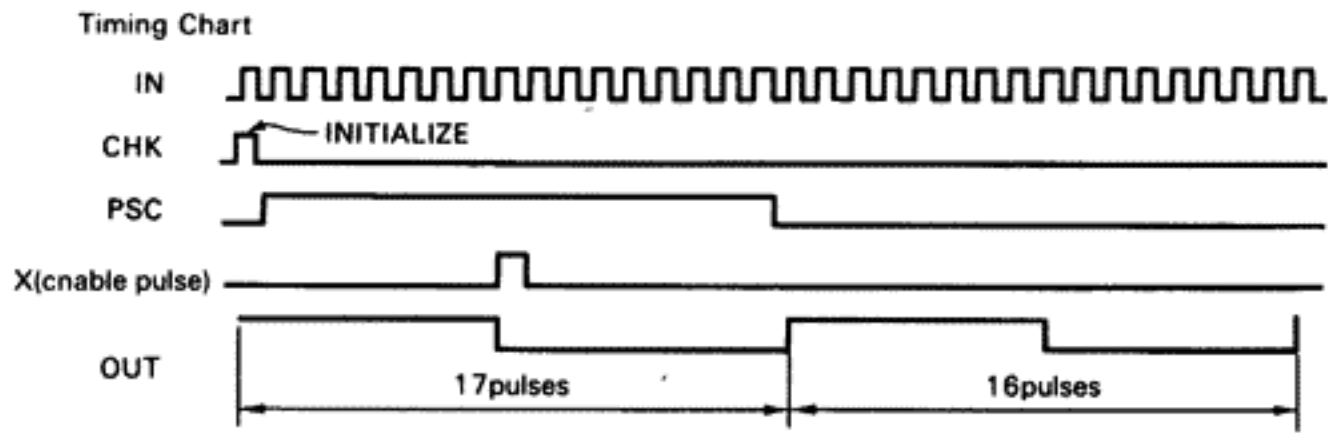 Timing Chart
IN
INITIALIZE
CHK
PSC
X(cnable pulse)
OUT
17pulses
16pulses